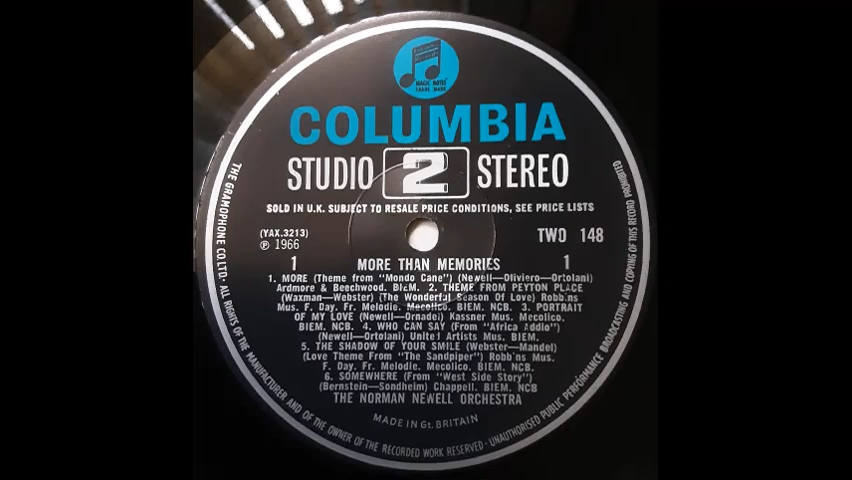 MAGIC NOTES
TRADE MARK
COLUMBIA
STUDIO 2 STEREO
SOLD IN U.K. SUBJECT TO RESALE PRICE CONDITIONS, SEE PRICE LISTS
(YAX.3213)
℗ 1966
TWO 148
1 MORE THAN MEMORIES 1
1. MORE (Theme from "Mondo Cane") (Newell—Oliviero—Ortolani)
Ardmore & Beechwood. BIEM. 2. THEME FROM PEYTON PLACE
(Waxman—Webster) (The Wonderful Season Of Love) Robbins
Mus. F. Day. Fr. Melodie. Mecolico. BIEM. NCB. 3. PORTRAIT
OF MY LOVE (Newell—Ornadel) Kassner Mus. Mecolico.
BIEM. NCB. 4. WHO CAN SAY (From "Africa Addio")
(Newell—Ortolani) United Artists Mus. BIEM.
5. THE SHADOW OF YOUR SMILE (Webster—Mandel)
(Love Theme From "The Sandpiper") Robbins Mus.
F. Day. Fr. Melodie. Mecolico. BIEM. NCB.
6. SOMEWHERE (From "West Side Story")
(Bernstein—Sondheim) Chappell. BIEM. NCB
THE NORMAN NEWELL ORCHESTRA
MADE IN Gt. BRITAIN
THE GRAMOPHONE CO. LTD. ALL RIGHTS OF THE MANUFACTURER AND OF THE OWNER OF THE RECORDED WORK RESERVED - UNAUTHORISED PUBLIC PERFORMANCE BROADCASTING AND COPYING OF THIS RECORD PROHIBITED